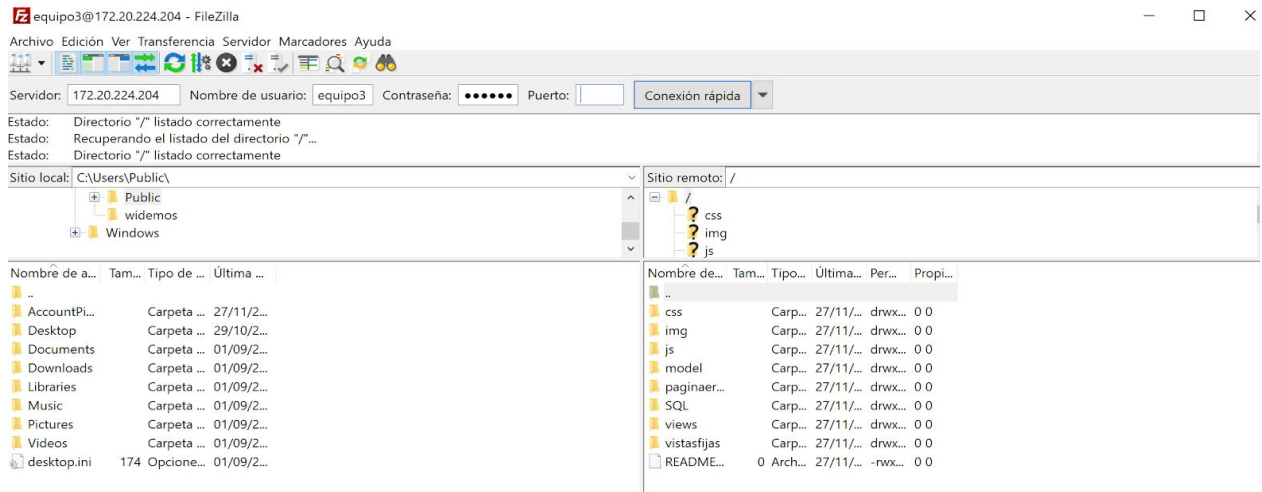 equipo3@172.20.224.204 - FileZilla
Archivo Edición Ver Transferencia Servidor Marcadores Ayuda
Servidor: 172.20.224.204 Nombre de usuario: equipo3 Contraseña: ●●●●●● Puerto: Conexión rápida
Estado: Directorio "/" listado correctamente
Estado: Recuperando el listado del directorio "/"...
Estado: Directorio "/" listado correctamente
Sitio local: C:\Users\Public\
Public
widemos
Windows
Sitio remoto: /
/
css
img
js
Nombre de a... Tam... Tipo de ... Última ...
..
AccountPi... Carpeta ... 27/11/2...
Desktop Carpeta ... 29/10/2...
Documents Carpeta ... 01/09/2...
Downloads Carpeta ... 01/09/2...
Libraries Carpeta ... 01/09/2...
Music Carpeta ... 01/09/2...
Pictures Carpeta ... 01/09/2...
Videos Carpeta ... 01/09/2...
desktop.ini 174 Opcione... 01/09/2...
Nombre de... Tam... Tipo... Última... Per... Propi...
..
css Carp... 27/11/... drwx... 0 0
img Carp... 27/11/... drwx... 0 0
js Carp... 27/11/... drwx... 0 0
model Carp... 27/11/... drwx... 0 0
paginaer... Carp... 27/11/... drwx... 0 0
SQL Carp... 27/11/... drwx... 0 0
views Carp... 27/11/... drwx... 0 0
vistasfijas Carp... 27/11/... drwx... 0 0
README... 0 Arch... 27/11/... -rwx... 0 0